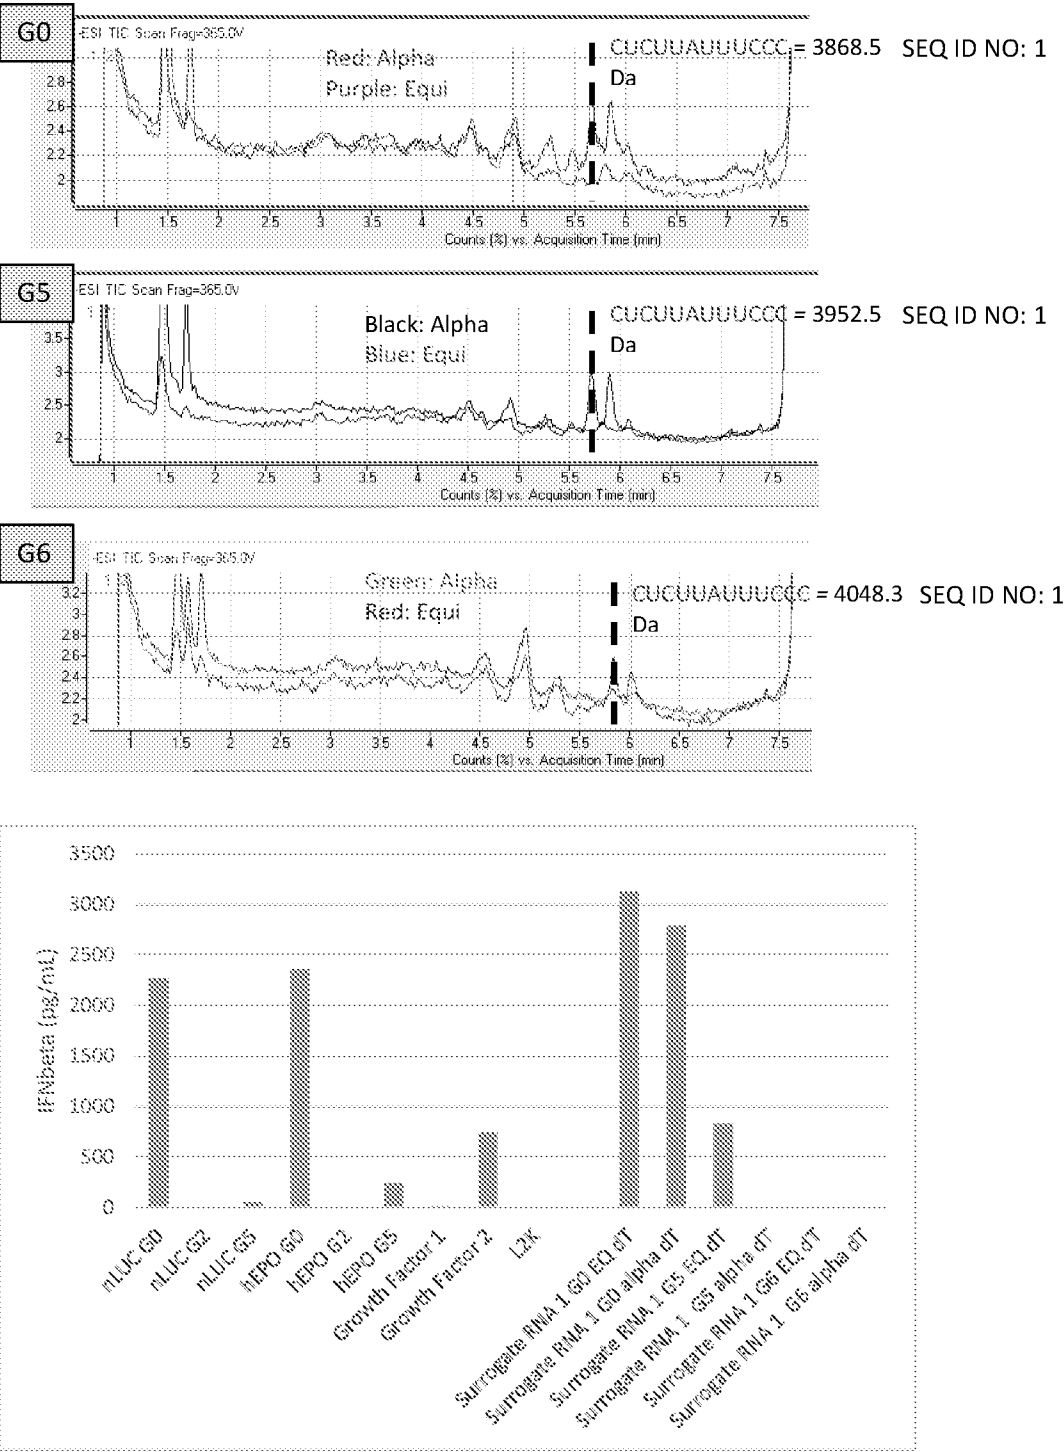 G0
-ESI TIC Scan Frag=365.0V
Red: Alpha
Purple: Equi
CUCUUAUUUCCC = 3868.5 SEQ ID NO: 1
Da
2.8
2.6
2.4
2.2
2
1 1.5 2 2.5 3 3.5 4 4.5 5 5.5 6 6.5 7 7.5
Counts (%) vs. Acquisition Time (min)
G5
-ESI TIC Scan Frag=365.0V
Black: Alpha
Blue: Equi
CUCUUAUUUCCC = 3952.5 SEQ ID NO: 1
Da
3.5
3
2.5
2
1 1.5 2 2.5 3 3.5 4 4.5 5 5.5 6 6.5 7 7.5
Counts (%) vs. Acquisition Time (min)
G6
-ESI TIC Scan Frag=365.0V
Green: Alpha
Red: Equi
CUCUUAUUUCCC = 4048.3 SEQ ID NO: 1
Da
3.2
3
2.8
2.6
2.4
2.2
2
1 1.5 2 2.5 3 3.5 4 4.5 5 5.5 6 6.5 7 7.5
Counts (%) vs. Acquisition Time (min)
IFNbeta (pg/mL)
3500
3000
2500
2000
1500
1000
500
0
nLUC G0
nLUC G2
nLUC G5
hEPO G0
hEPO G2
hEPO G5
Growth Factor 1
Growth Factor 2
L2K
Surrogate RNA 1 G0 EQ dT
Surrogate RNA 1 G0 alpha dT
Surrogate RNA 1 G5 EQ dT
Surrogate RNA 1 G5 alpha dT
Surrogate RNA 1 G6 EQ dT
Surrogate RNA 1 G6 alpha dT